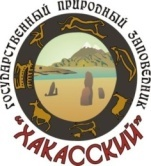 ГОСУДАРСТВЕННЫЙ ПРИРОДНЫЙ ЗАПОВЕДНИК
"ХАКАССКИЙ"